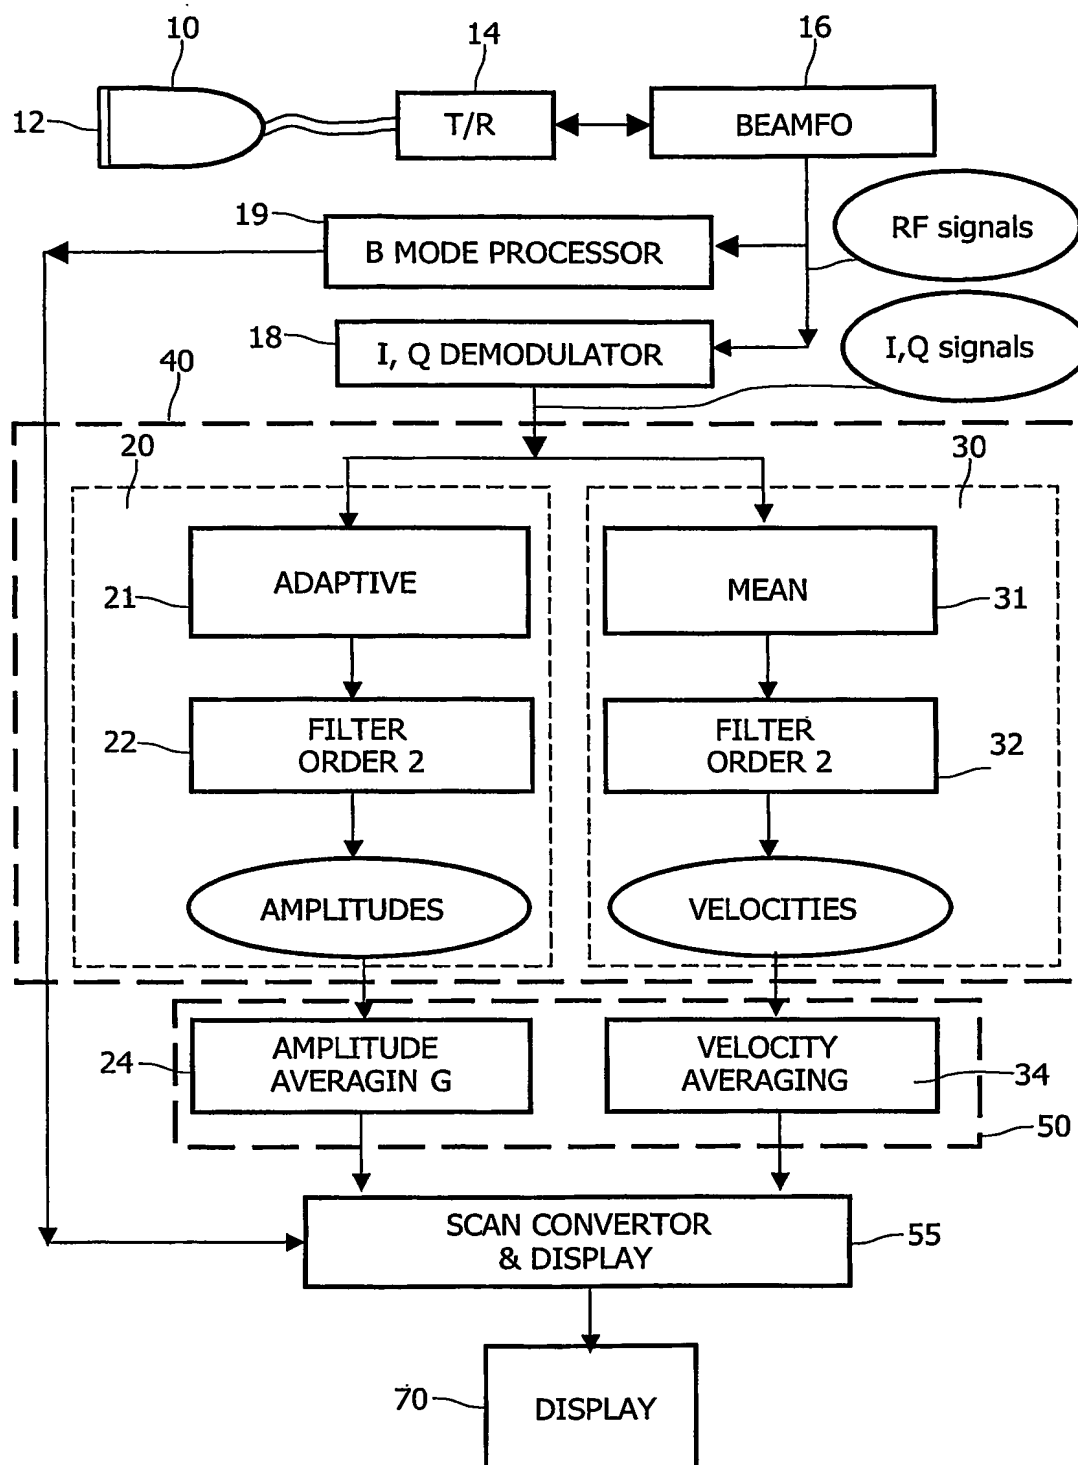 10
14
16
12
T/R
BEAMFO
19
RF signals
B MODE PROCESSOR
18
I, Q DEMODULATOR
I,Q signals
40
20
30
ADAPTIVE
MEAN
21
31
FILTER
ORDER 2
FILTER
ORDER 2
22
32
AMPLITUDES
VELOCITIES
24
AMPLITUDE
AVERAGIN G
VELOCITY
AVERAGING
34
50
SCAN CONVERTOR
& DISPLAY
55
70
DISPLAY